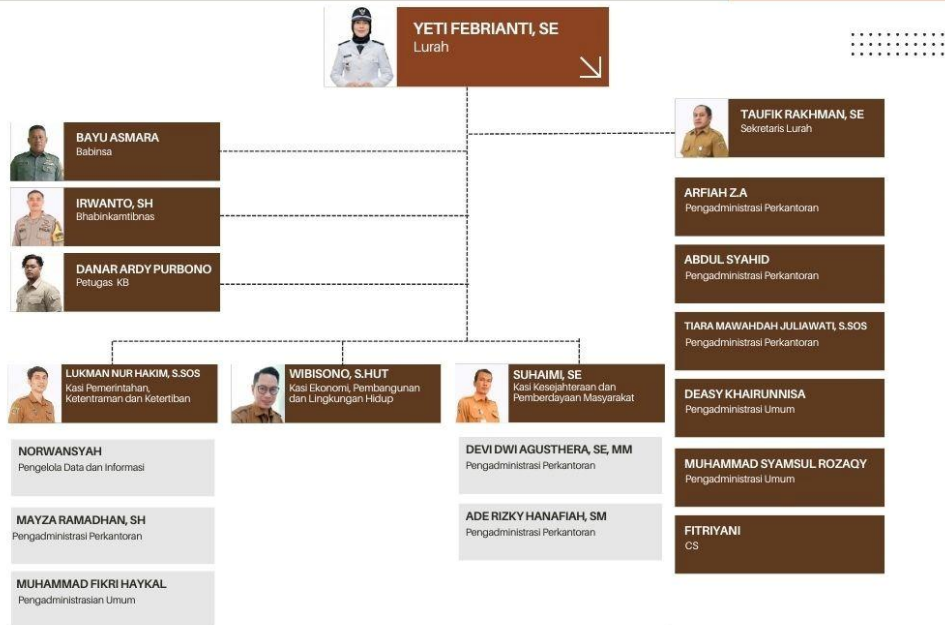 YETI FEBRIANTI, SE
Lurah
BAYU ASMARA
Babinsa
IRWANTO, SH
Bhabinkamtibnas
DANAR ARDY PURBONO
Petugas KB
TAUFIK RAKHMAN, SE
Sekretaris Lurah
ARFIAH Z.A
Pengadministrasi Perkantoran
ABDUL SYAHID
Pengadministrasi Perkantoran
TIARA MAWAHDAH JULIAWATI, S.SOS
Pengadministrasi Perkantoran
DEASY KHAIRUNNISA
Pengadministrasi Umum
MUHAMMAD SYAMSUL ROZAQY
Pengadministrasi Umum
FITRIYANI
CS
LUKMAN NUR HAKIM, S.SOS
Kasi Pemerintahan,
Ketentraman dan Ketertiban
NORWANSYAH
Pengelola Data dan Informasi
MAYZA RAMADHAN, SH
Pengadministrasi Perkantoran
MUHAMMAD FIKRI HAYKAL
Pengadministrasian Umum
WIBISONO, S.HUT
Kasi Ekonomi, Pembangunan
dan Lingkungan Hidup
SUHAIMI, SE
Kasi Kesejahteraan dan
Pemberdayaan Masyarakat
DEVI DWI AGUSTHERA, SE, MM
Pengadministrasi Perkantoran
ADE RIZKY HANAFIAH, SM
Pengadministrasi Perkantoran